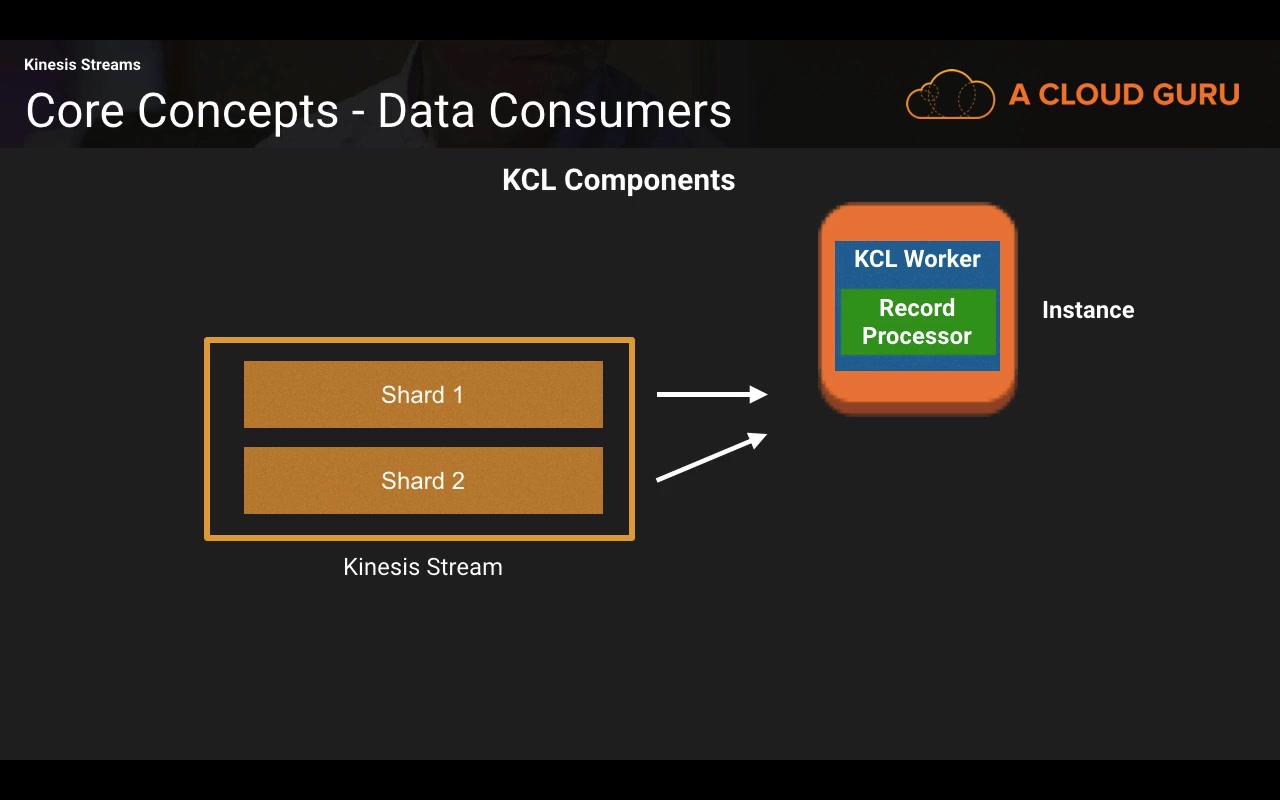 Kinesis Streams
Core Concepts - Data Consumers
A CLOUD GURU
KCL Components
KCL Worker
Record
Processor
Instance
Shard 1
Shard 2
Kinesis Stream